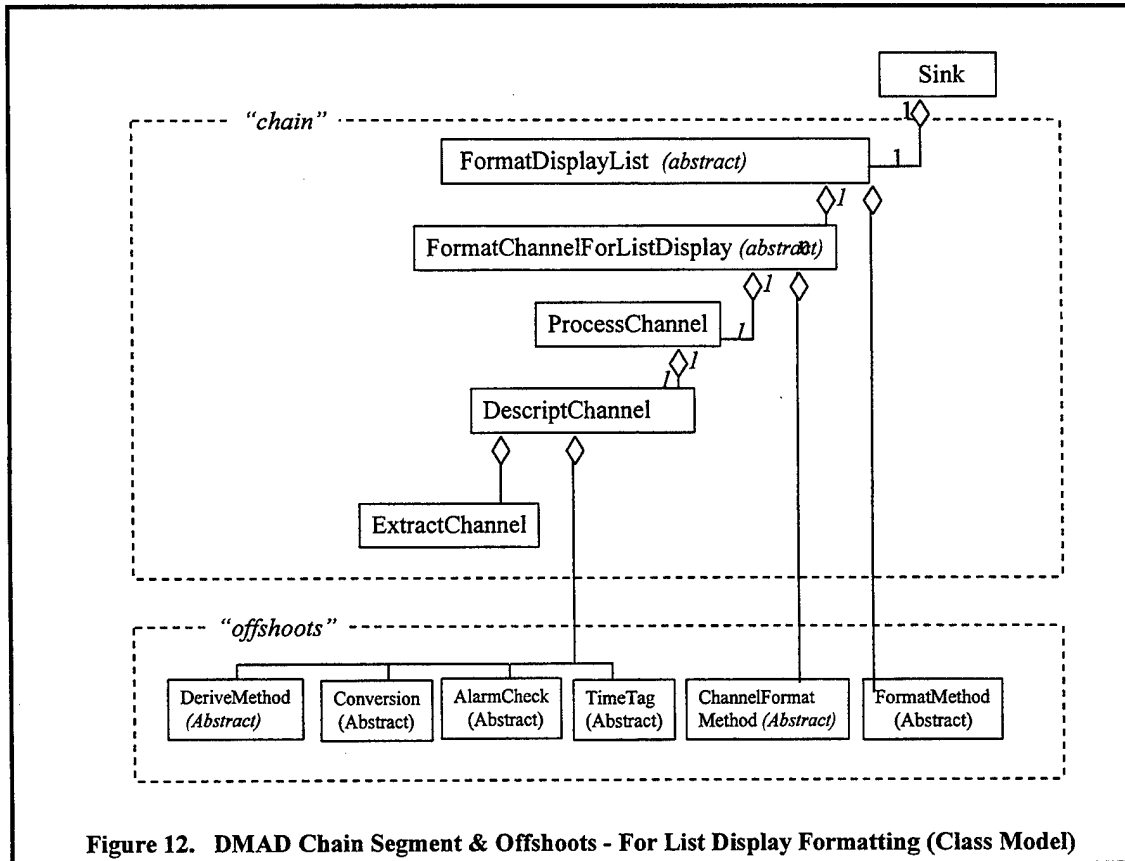 Sink
1
"chain"
FormatDisplayList (abstract)
1
1
FormatChannelForListDisplay (abstract)
1
ProcessChannel
1
1
1
DescriptChannel
ExtractChannel
"offshoots"
DeriveMethod
(Abstract)
Conversion
(Abstract)
AlarmCheck
(Abstract)
TimeTag
(Abstract)
ChannelFormat
Method (Abstract)
FormatMethod
(Abstract)
Figure 12. DMAD Chain Segment & Offshoots - For List Display Formatting (Class Model)